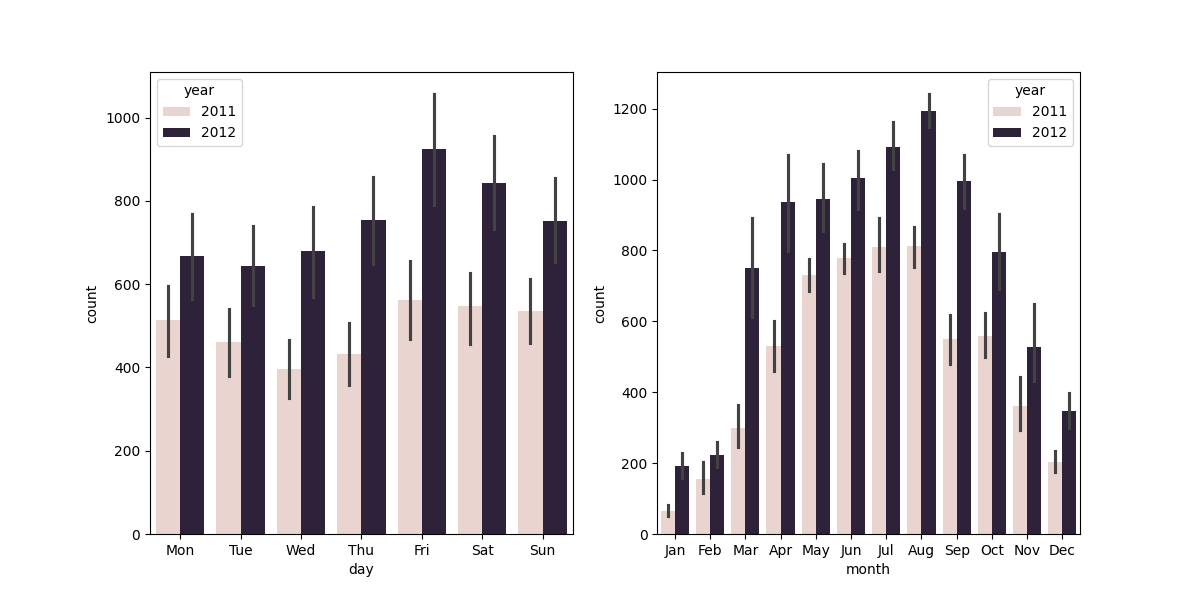 year
2011
2012
1000
800
600
400
200
0
count
Mon Tue Wed Thu Fri Sat Sun
day
year
2011
2012
1200
1000
800
600
400
200
0
count
Jan Feb Mar Apr May Jun Jul Aug Sep Oct Nov Dec
month